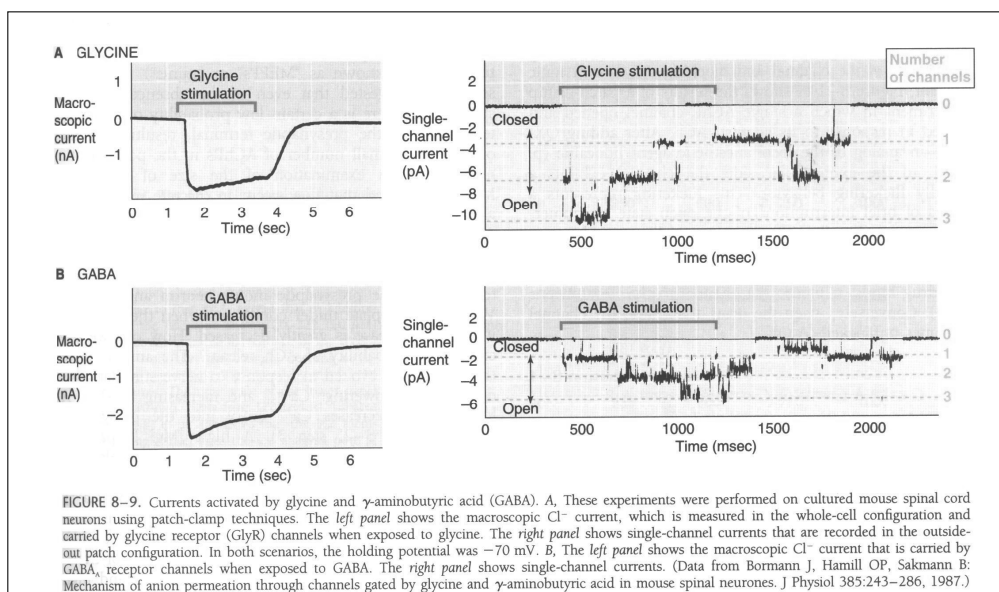 A GLYCINE
Macro-
scopic
current
(nA)
1
0
−1
Glycine
stimulation
0 1 2 3 4 5 6
Time (sec)
Single-
channel
current
(pA)
2
0
−2
−4
−6
−8
−10
Glycine stimulation
Closed
Open
Number
of channels
0
1
2
3
0 500 1000 1500 2000
Time (msec)
B GABA
Macro-
scopic
current
(nA)
0
−1
−2
GABA
stimulation
0 1 2 3 4 5 6
Time (sec)
Single-
channel
current
(pA)
2
0
−2
−4
−6
GABA stimulation
Closed
Open
0
1
2
3
500 1000 1500 2000
Time (msec)
FIGURE 8–9. Currents activated by glycine and γ-aminobutyric acid (GABA). A, These experiments were performed on cultured mouse spinal cord
neurons using patch-clamp techniques. The left panel shows the macroscopic Cl⁻ current, which is measured in the whole-cell configuration and
carried by glycine receptor (GlyR) channels when exposed to glycine. The right panel shows single-channel currents that are recorded in the outside-
out patch configuration. In both scenarios, the holding potential was −70 mV. B, The left panel shows the macroscopic Cl⁻ current that is carried by
GABAA receptor channels when exposed to GABA. The right panel shows single-channel currents. (Data from Bormann J, Hamill OP, Sakmann B:
Mechanism of anion permeation through channels gated by glycine and γ-aminobutyric acid in mouse spinal neurones. J Physiol 385:243–286, 1987.)